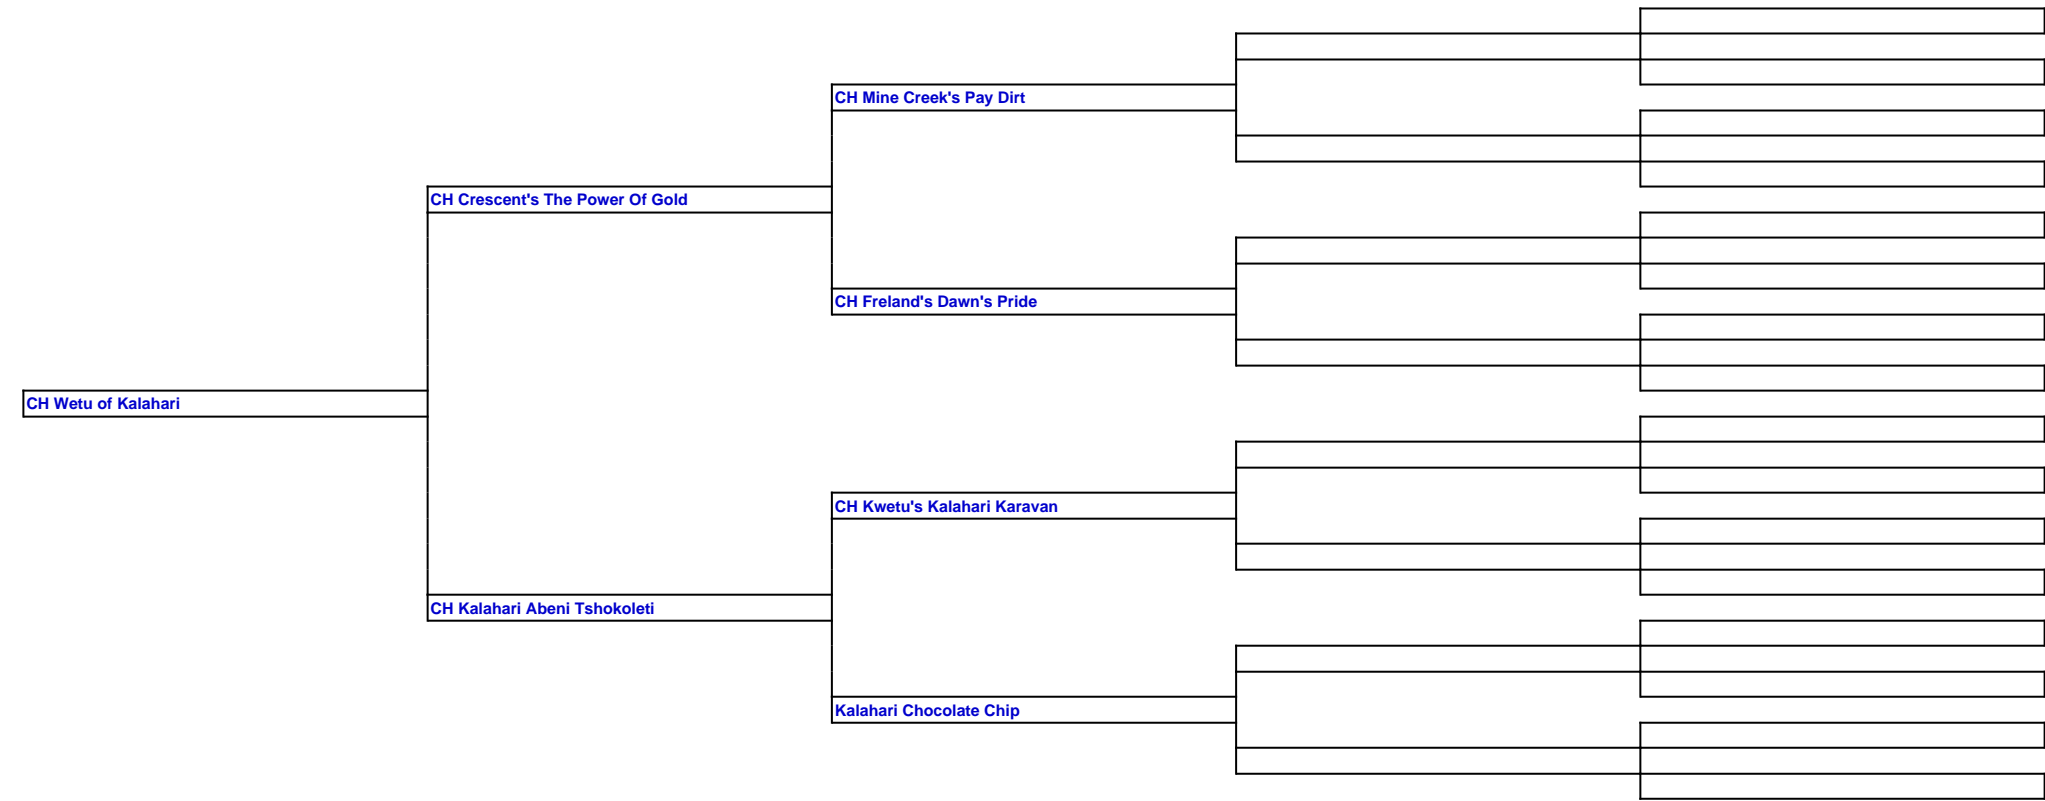 CH Mine Creek's Pay Dirt
CH Crescent's The Power Of Gold
CH Freland's Dawn's Pride
CH Wetu of Kalahari
CH Kwetu's Kalahari Karavan
CH Kalahari Abeni Tshokoleti
Kalahari Chocolate Chip